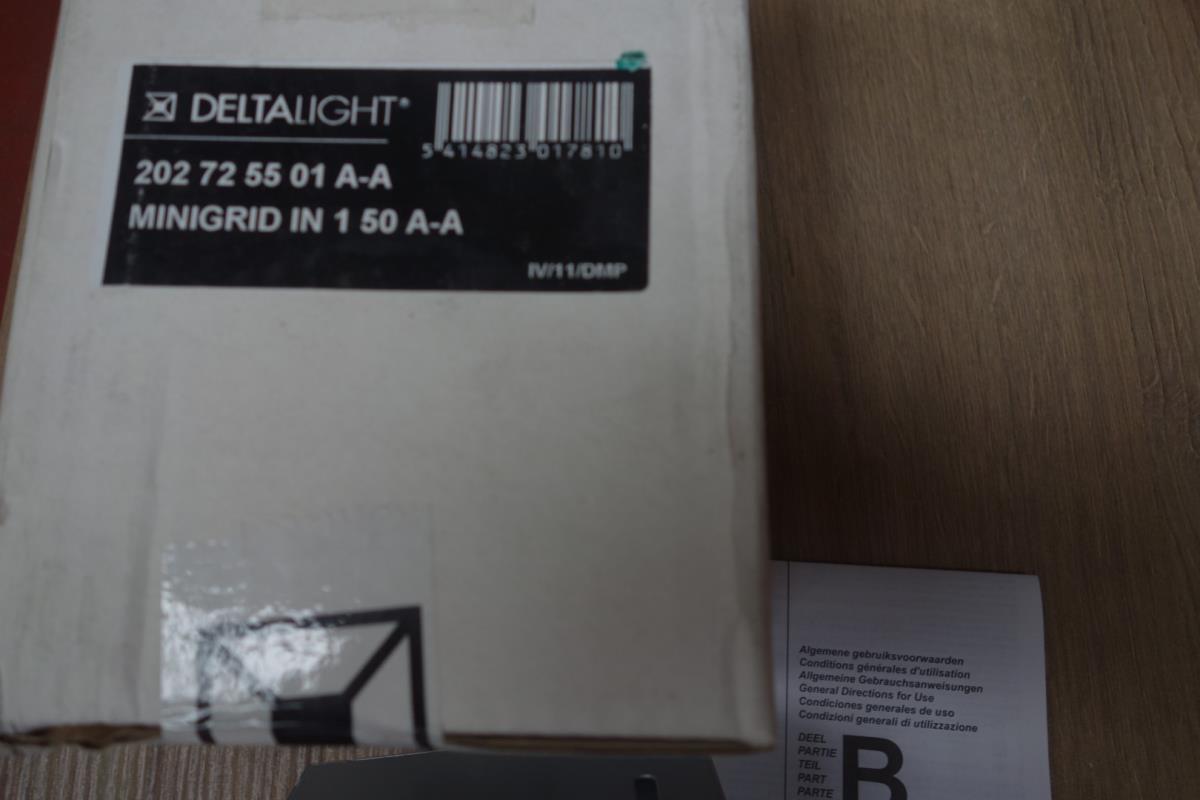 DELTALIGHT®
5 414823 017810
202 72 55 01 A-A
MINIGRID IN 1 50 A-A
IV/11/DMP
Algemene gebruiksvoorwaarden
Conditions générales d'utilisation
Allgemeine Gebrauchsanweisungen
General Directions for Use
Condiciones generales de uso
Condizioni generali di utilizzazione
DEEL
PARTIE
TEIL
PART
PARTE
B